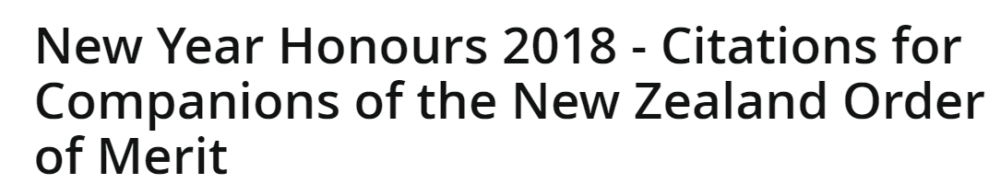 New Year Honours 2018 - Citations for
Companions of the New Zealand Order
of Merit